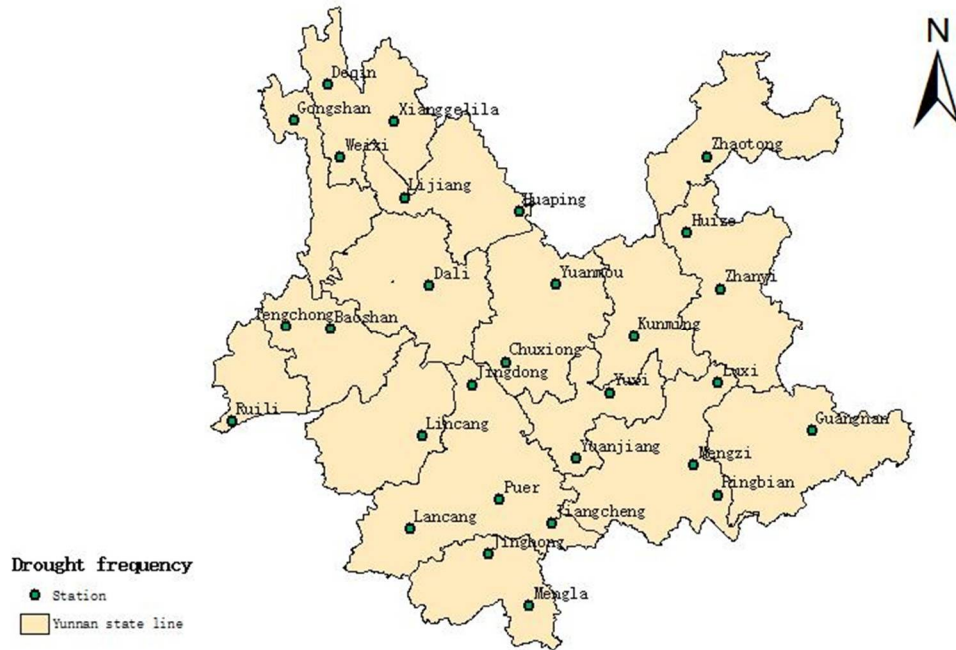 N
Deqin
Gongshan
Xianggelila
Weixi
Zhaotong
Lijiang
Huaping
Huize
Dali
Yuanmou
Zhanyi
Tengchong
Baoshan
Kunming
Chuxiong
Jingdong
Luxi
Yuxi
Ruili
Guangnan
Lincang
Yuanjiang
Mengzi
Pingbian
Puer
Jiangcheng
Lancang
Jinghong
Mengla
Drought frequency
Station
Yunnan state line